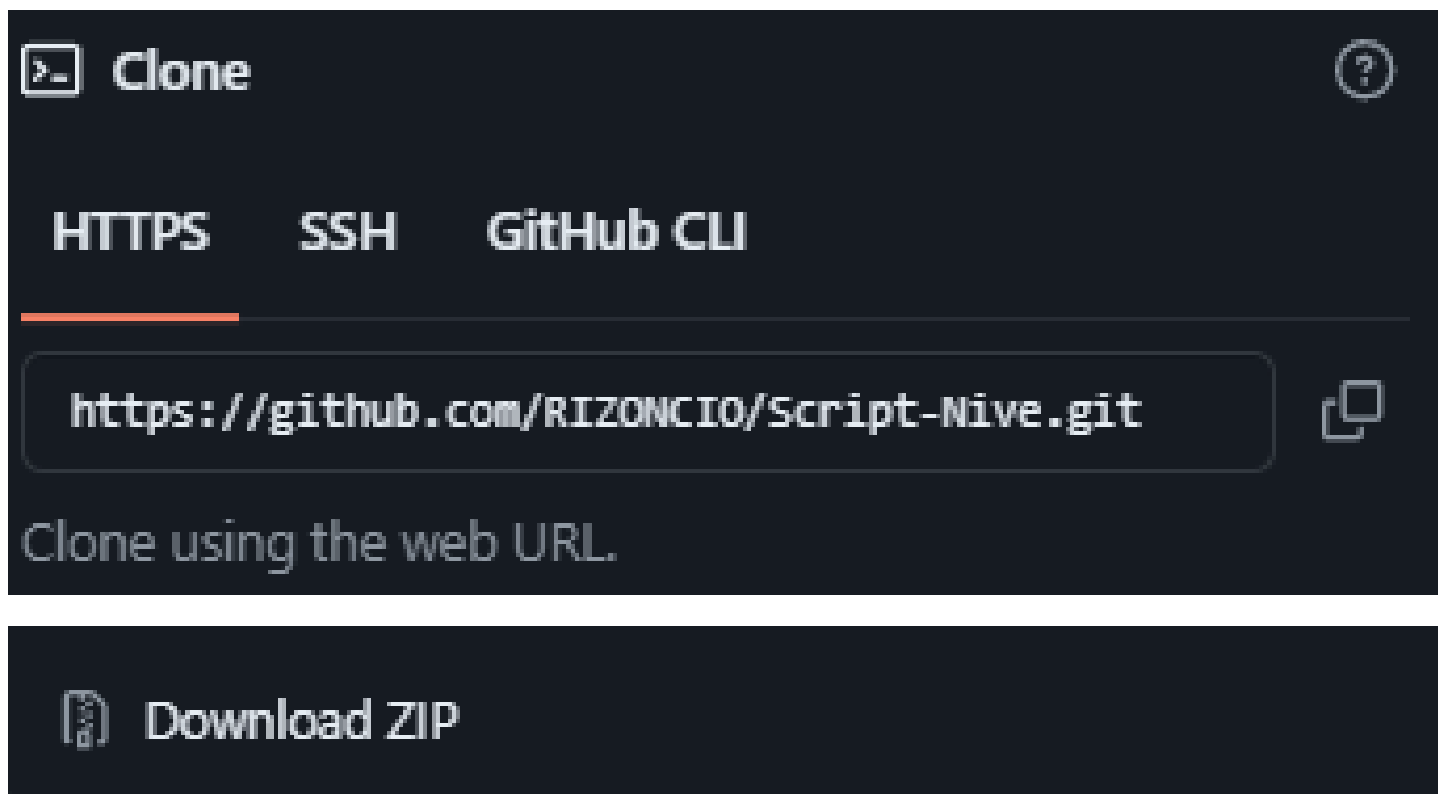 Clone
HTTPS SSH GitHub CLI
https://github.com/RIZONCIO/Script-Nive.git
Clone using the web URL.
Download ZIP